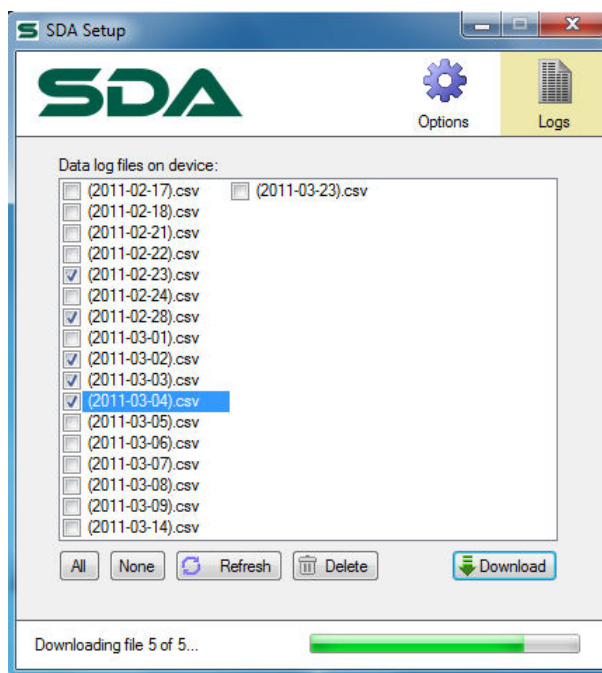 SDA Setup
SDA
Options
Logs
Data log files on device:
(2011-02-17).csv
(2011-02-18).csv
(2011-02-21).csv
(2011-02-22).csv
(2011-02-23).csv
(2011-02-24).csv
(2011-02-28).csv
(2011-03-01).csv
(2011-03-02).csv
(2011-03-03).csv
(2011-03-04).csv
(2011-03-05).csv
(2011-03-06).csv
(2011-03-07).csv
(2011-03-08).csv
(2011-03-09).csv
(2011-03-14).csv
(2011-03-23).csv
All None Refresh Delete Download
Downloading file 5 of 5...